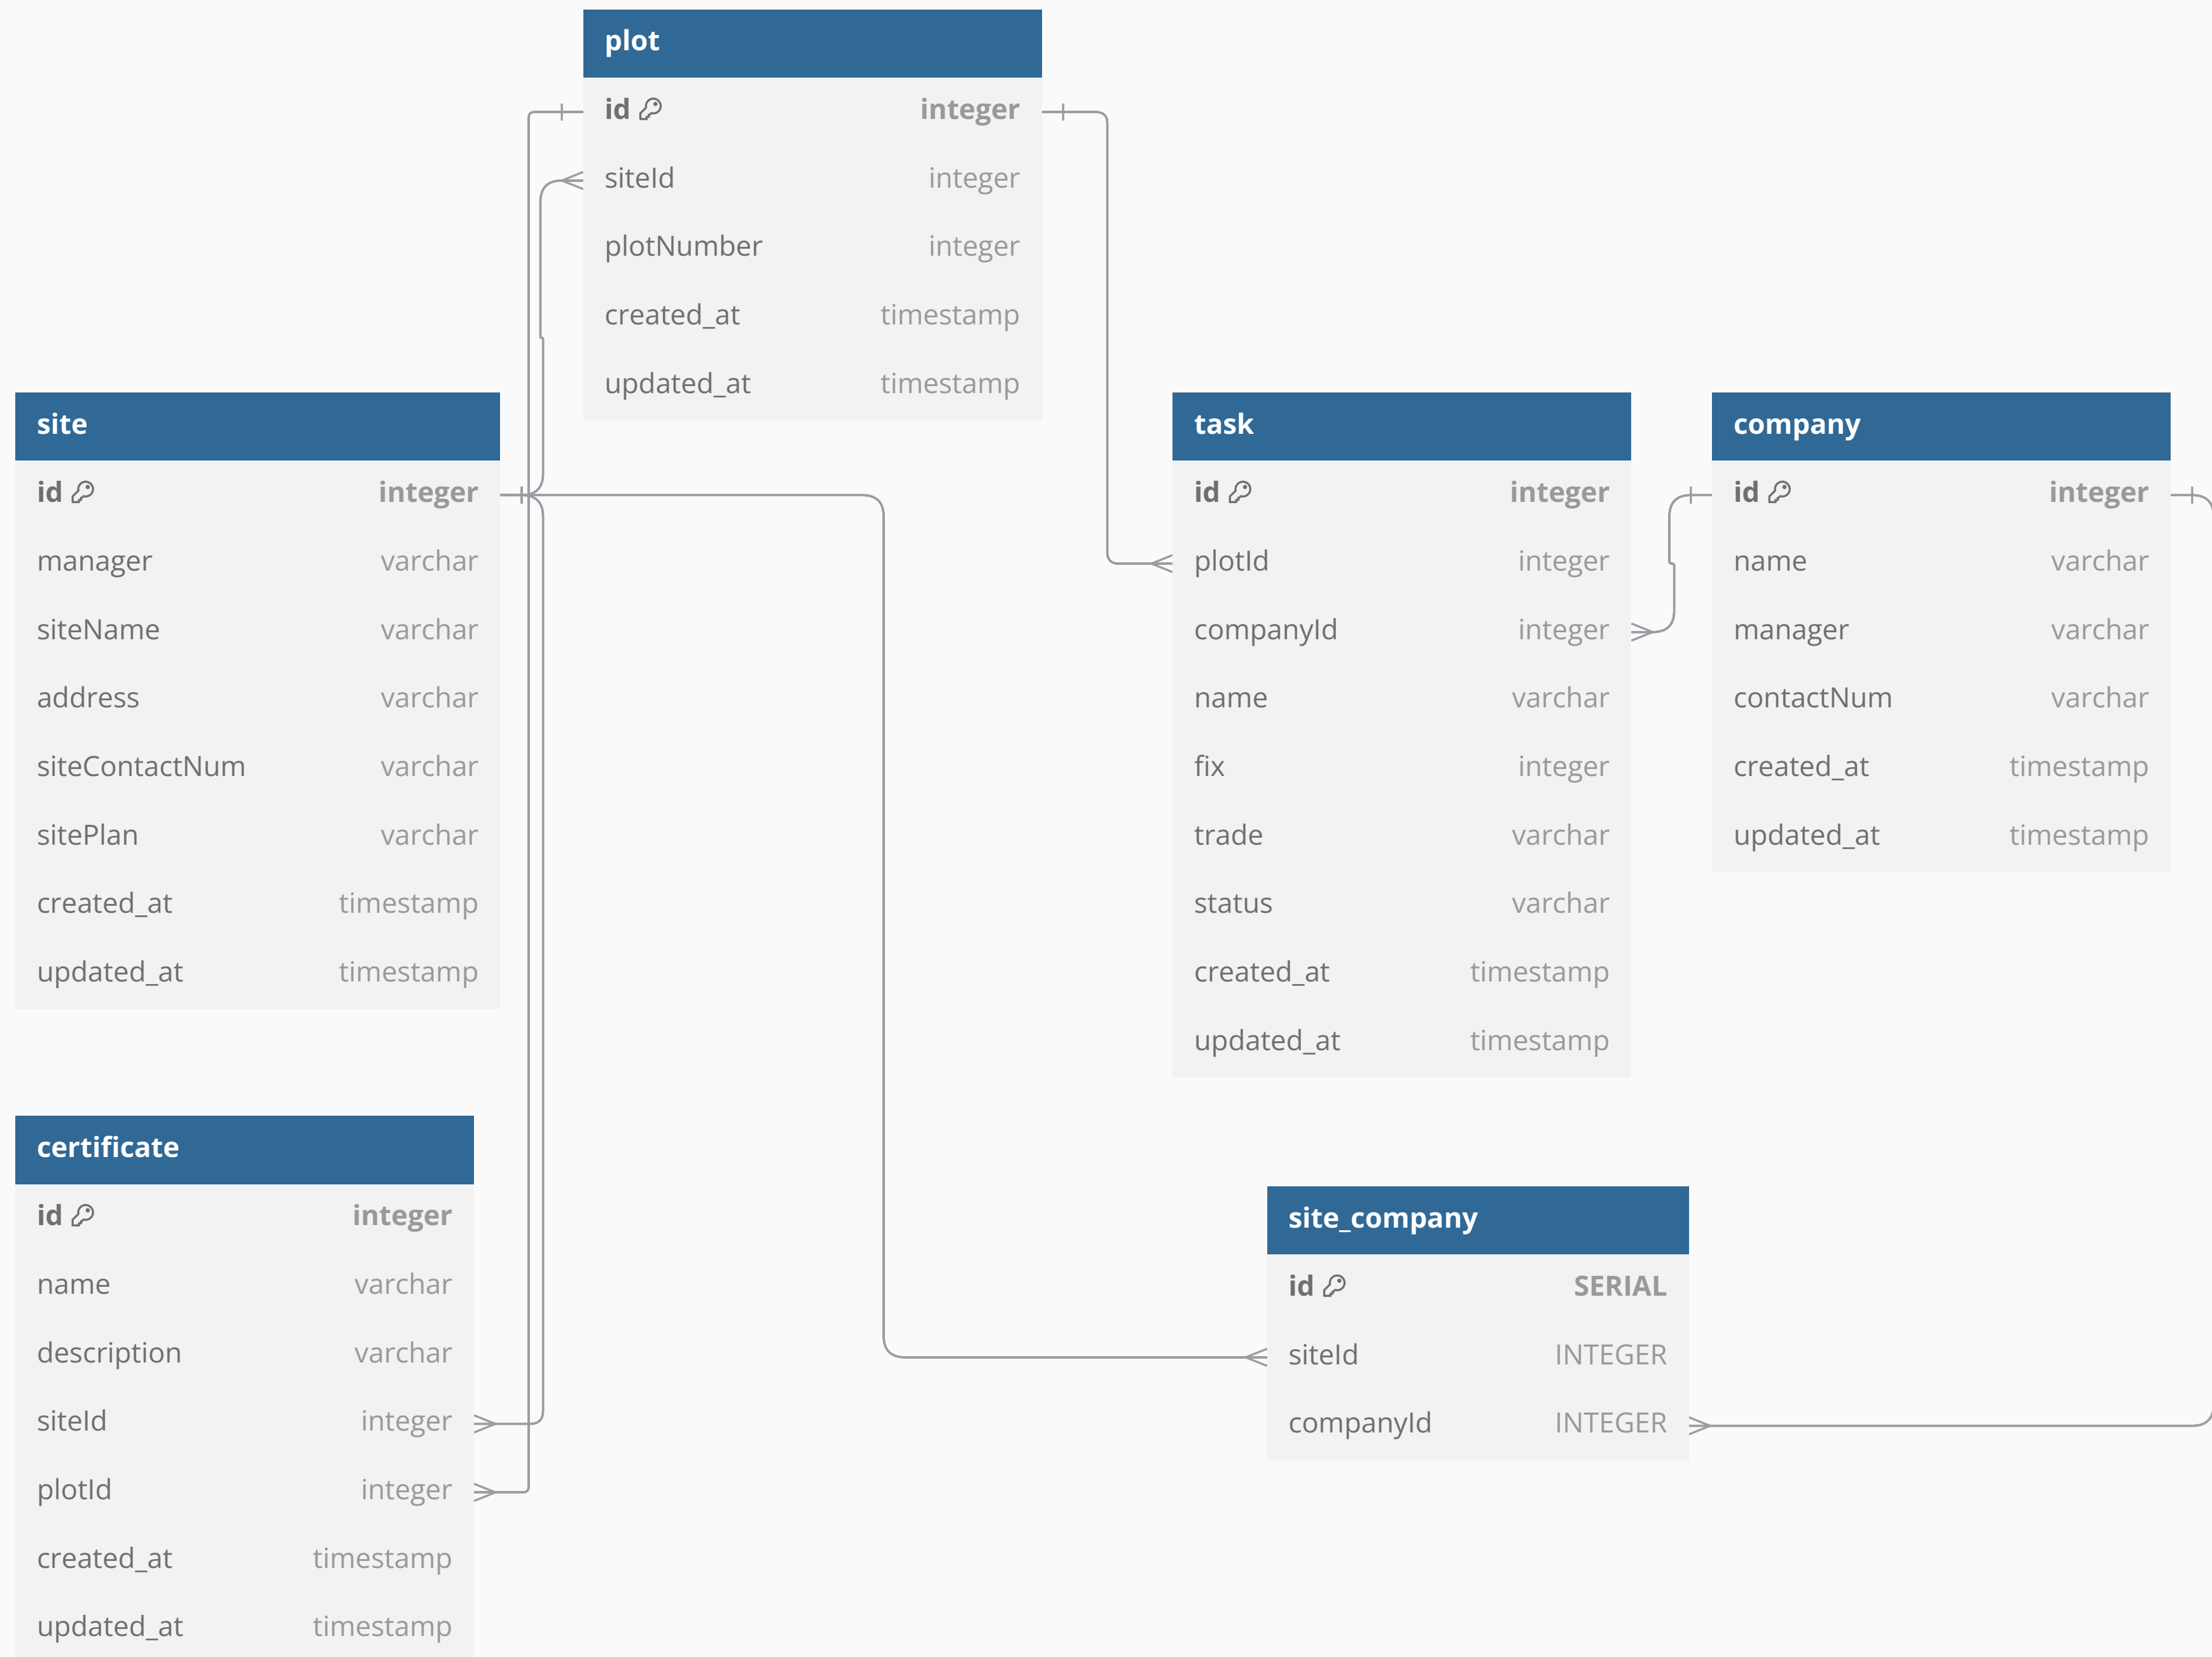 plot
id integer
siteId integer
plotNumber integer
created_at timestamp
updated_at timestamp
site
id integer
manager varchar
siteName varchar
address varchar
siteContactNum varchar
sitePlan varchar
created_at timestamp
updated_at timestamp
task
id integer
plotId integer
companyId integer
name varchar
fix integer
trade varchar
status varchar
created_at timestamp
updated_at timestamp
company
id integer
name varchar
manager varchar
contactNum varchar
created_at timestamp
updated_at timestamp
certificate
id integer
name varchar
description varchar
siteId integer
plotId integer
created_at timestamp
updated_at timestamp
site_company
id SERIAL
siteId INTEGER
companyId INTEGER